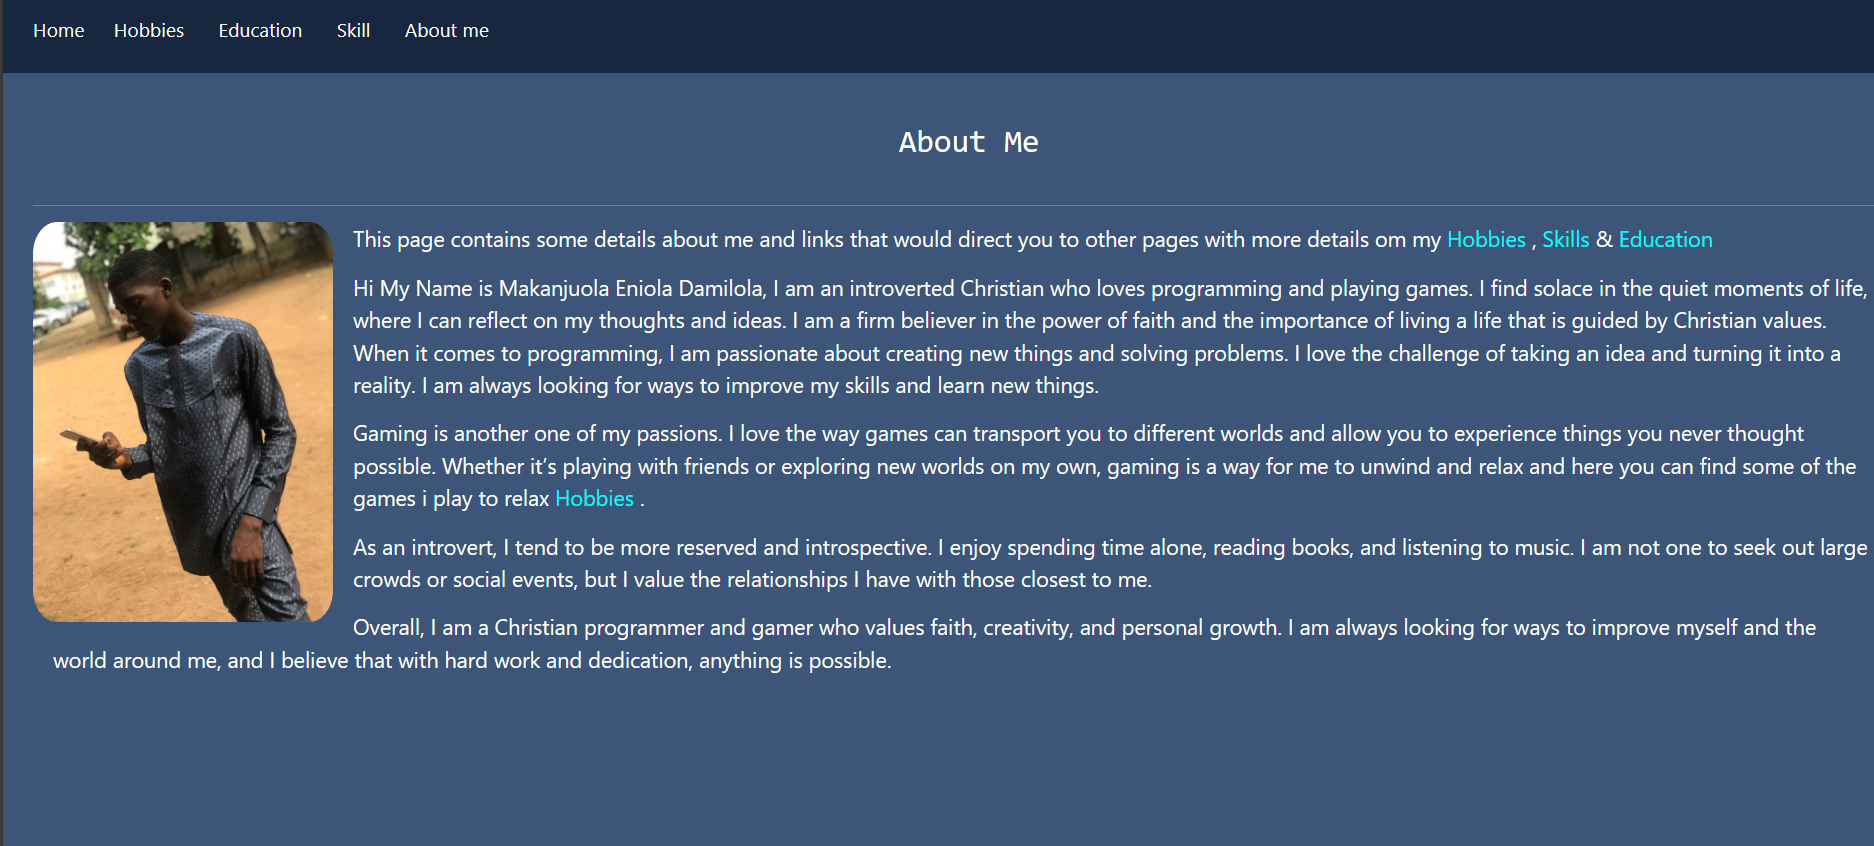 Home Hobbies Education Skill About me
About Me
This page contains some details about me and links that would direct you to other pages with more details om my Hobbies , Skills & Education
Hi My Name is Makanjuola Eniola Damilola, I am an introverted Christian who loves programming and playing games. I find solace in the quiet moments of life,
where I can reflect on my thoughts and ideas. I am a firm believer in the power of faith and the importance of living a life that is guided by Christian values.
When it comes to programming, I am passionate about creating new things and solving problems. I love the challenge of taking an idea and turning it into a
reality. I am always looking for ways to improve my skills and learn new things.
Gaming is another one of my passions. I love the way games can transport you to different worlds and allow you to experience things you never thought
possible. Whether it’s playing with friends or exploring new worlds on my own, gaming is a way for me to unwind and relax and here you can find some of the
games i play to relax Hobbies .
As an introvert, I tend to be more reserved and introspective. I enjoy spending time alone, reading books, and listening to music. I am not one to seek out large
crowds or social events, but I value the relationships I have with those closest to me.
Overall, I am a Christian programmer and gamer who values faith, creativity, and personal growth. I am always looking for ways to improve myself and the
world around me, and I believe that with hard work and dedication, anything is possible.